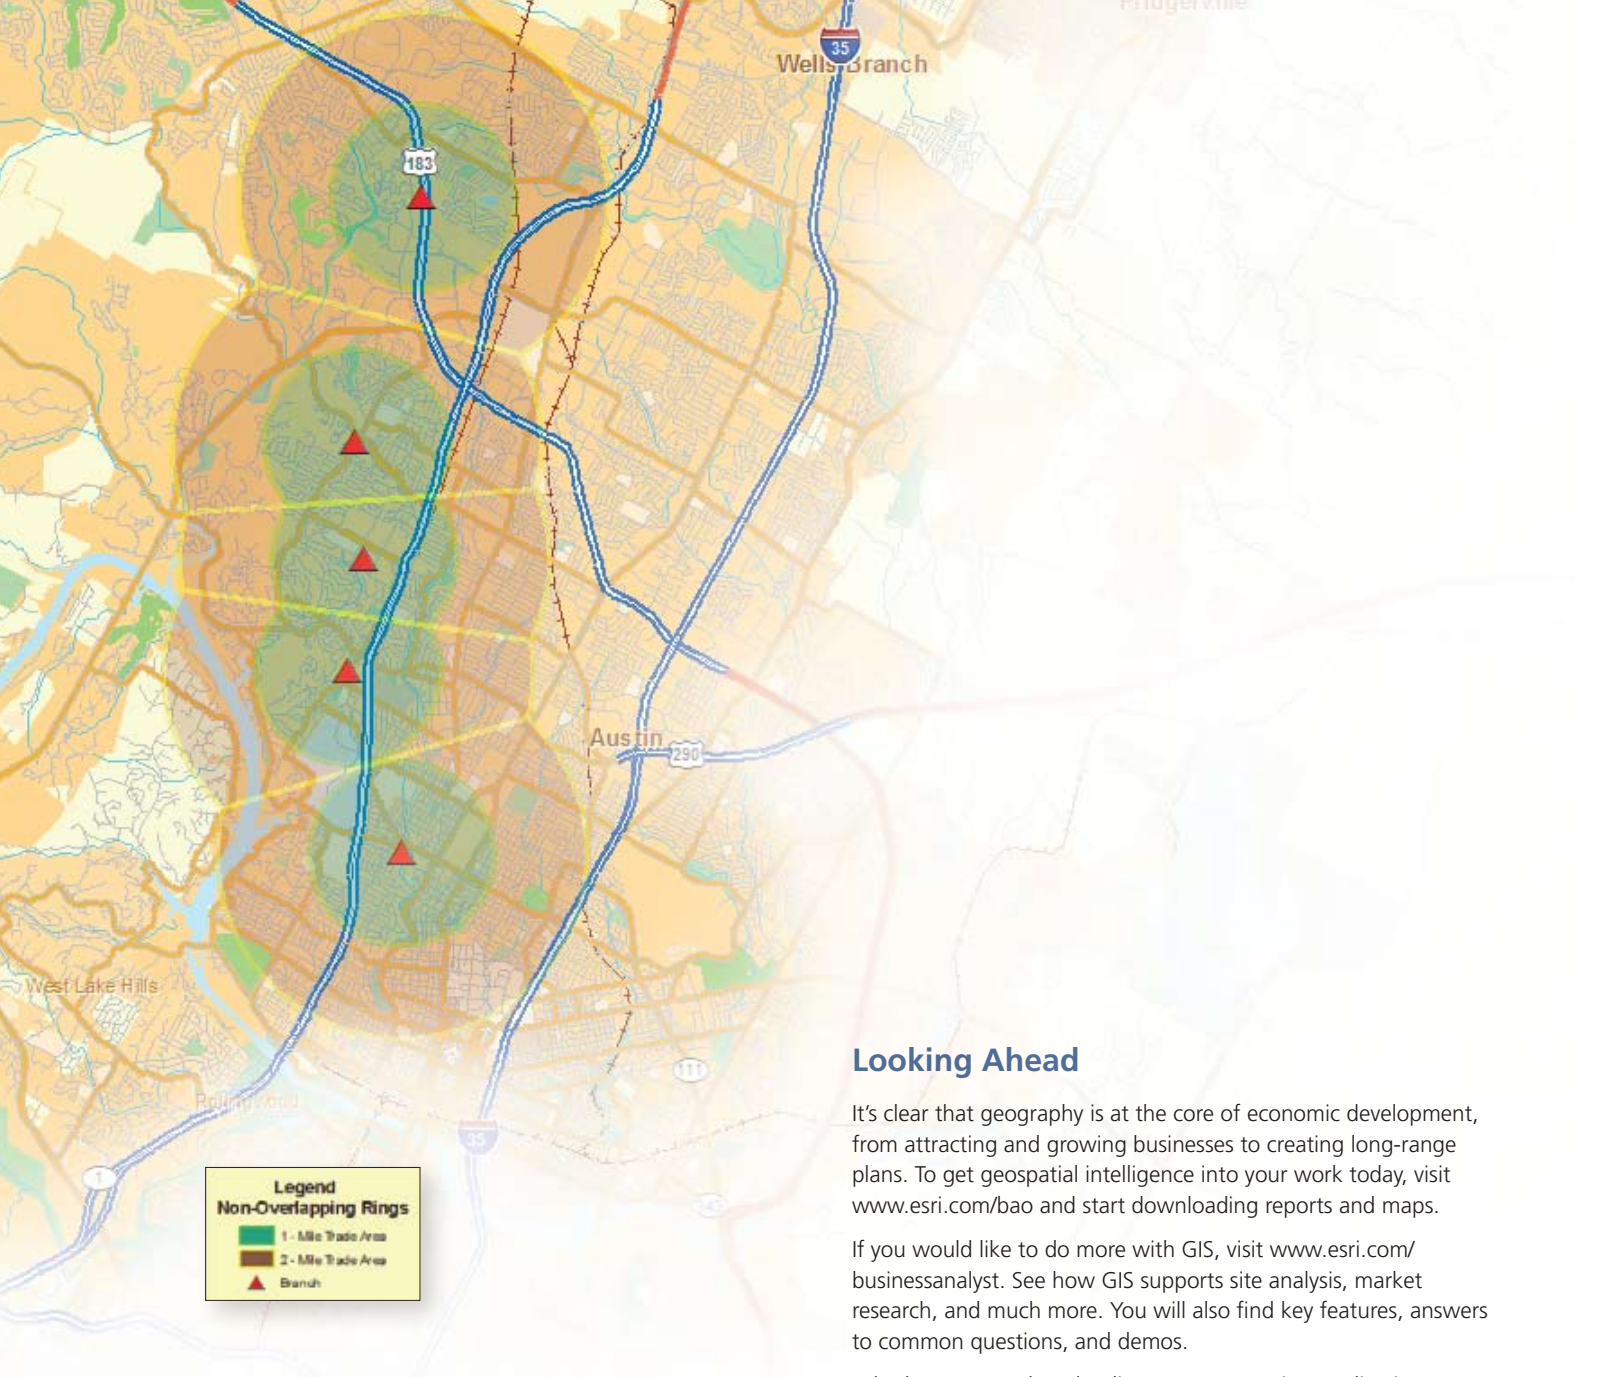 Pflugerville
35
Wells Branch
183
Austin
290
West Lake Hills
111
Rollingwood
35
1
Legend
Non-Overlapping Rings
1 - Mile Trade Area
2 - Mile Trade Area
Branch
Looking Ahead
It’s clear that geography is at the core of economic development,
from attracting and growing businesses to creating long-range
plans. To get geospatial intelligence into your work today, visit
www.esri.com/bao and start downloading reports and maps.
If you would like to do more with GIS, visit www.esri.com/
businessanalyst. See how GIS supports site analysis, market
research, and much more. You will also find key features, answers
to common questions, and demos.